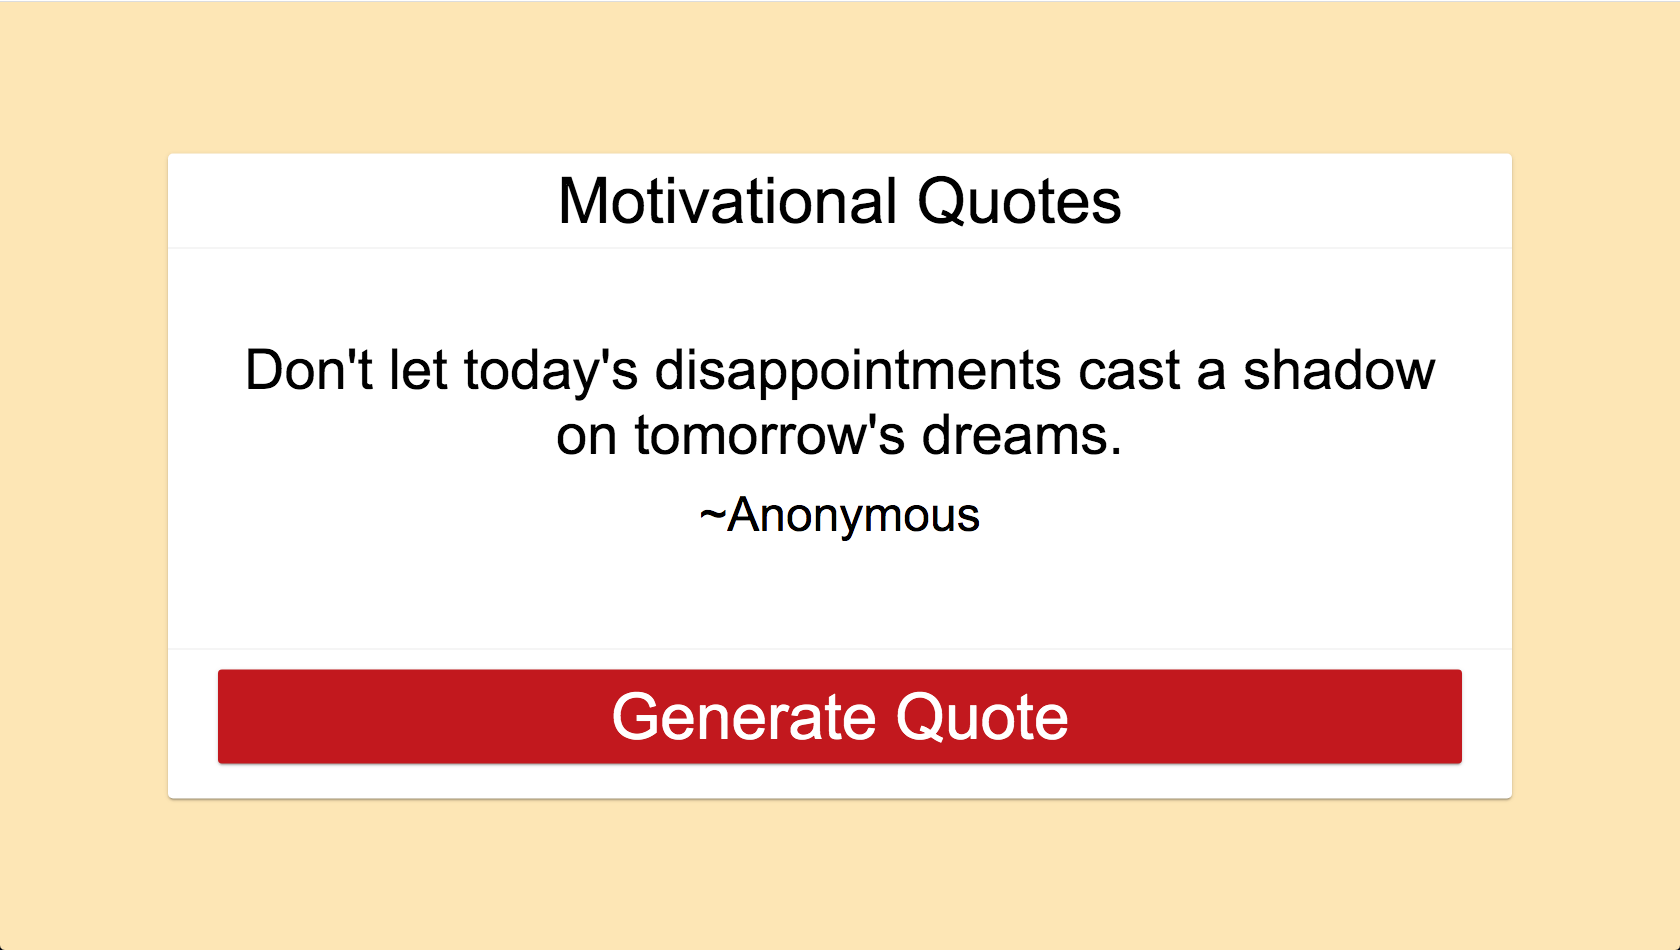 Motivational Quotes
Don't let today's disappointments cast a shadow
on tomorrow's dreams.
~Anonymous
Generate Quote